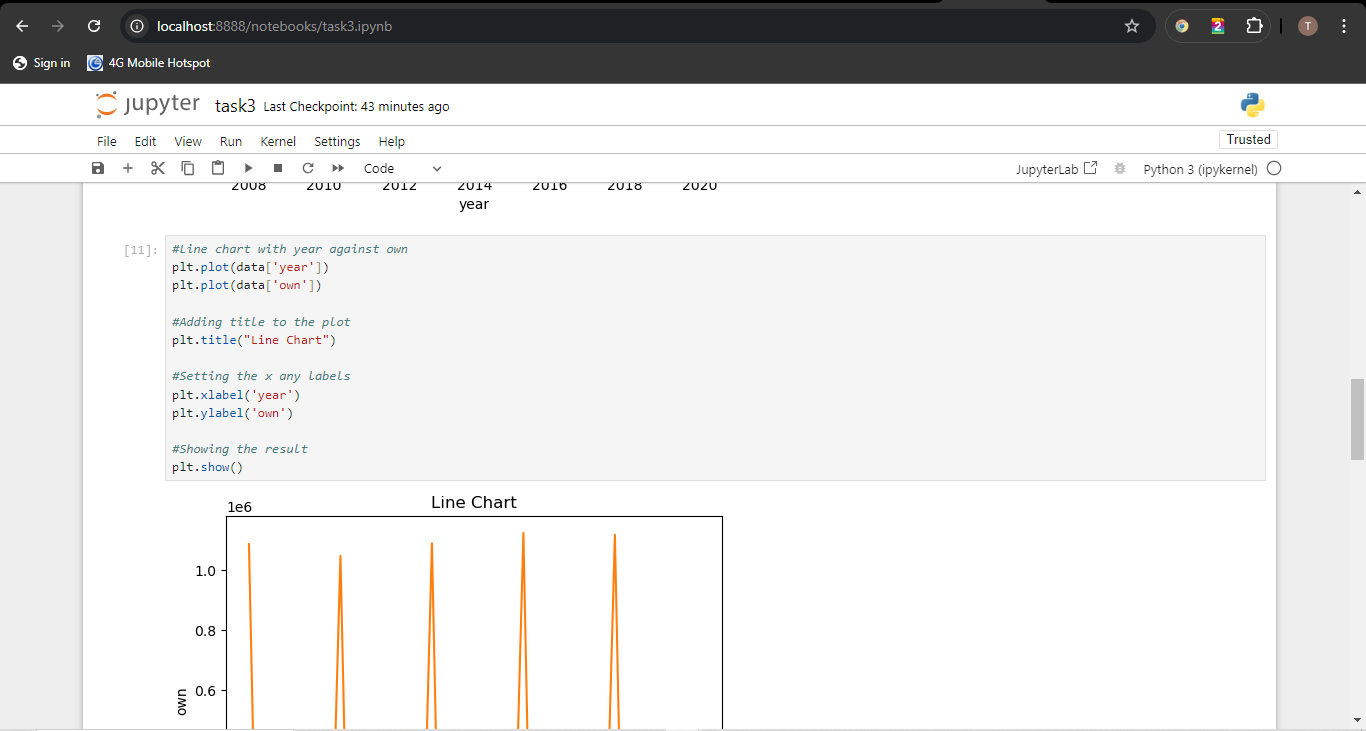 localhost:8888/notebooks/task3.ipynb
2
T
Sign in
4G Mobile Hotspot
jupyter task3 Last Checkpoint: 43 minutes ago
File Edit View Run Kernel Settings Help
Trusted
Code
JupyterLab
Python 3 (ipykernel)
2008 2010 2012 2014 2016 2018 2020
year
[11]:
#Line chart with year against own
plt.plot(data['year'])
plt.plot(data['own'])
#Adding title to the plot
plt.title("Line Chart")
#Setting the x any labels
plt.xlabel('year')
plt.ylabel('own')
#Showing the result
plt.show()
Line Chart
1e6
1.0
0.8
0.6
own